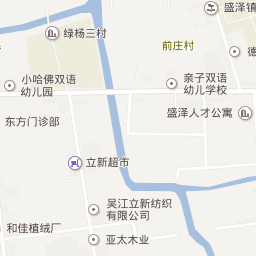 盛泽镇
绿杨三村
前庄村
德
小哈佛双语
幼儿园
亲子双语
幼儿学校
东方门诊部
盛泽人才公寓
立新超市
吴江立新纺织
有限公司
和佳植绒厂
亚太木业